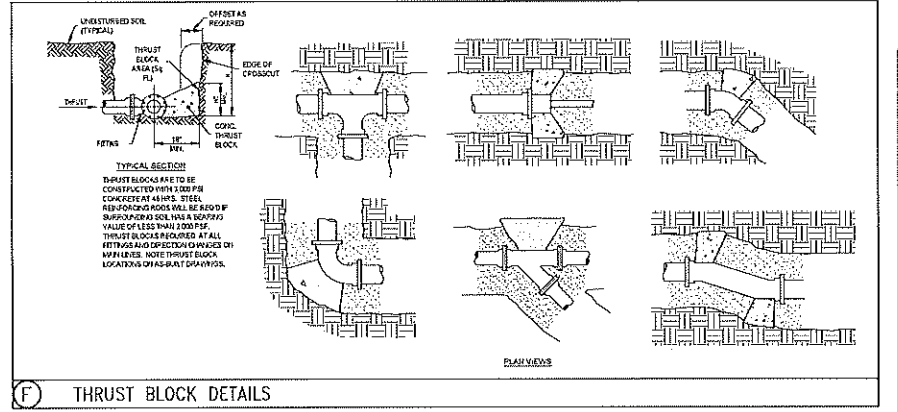 UNDISTURBED SOIL
(TYPICAL)
OFFSET AS
REQUIRED
THRUST
BLOCK
AREA (Sq
Ft.)
EDGE OF
CROSSCUT
THRUST
FITTING
18"
MIN.
CONC.
THRUST
BLOCK
TYPICAL SECTION
THRUST BLOCKS ARE TO BE
CONSTRUCTED WITH PSI
CONCRETE AT 48 HRS. STEEL
REINFORCING RODS WILL BE REQ'D IF
SURROUNDING SOIL HAS A BEARING
VALUE OF LESS THAN 2000 PSF.
THRUST BLOCKS REQUIRED AT ALL
FITTINGS AND DIRECTION CHANGES ON
MAIN LINES. NOTE THRUST BLOCK
LOCATIONS ON AS-BUILT DRAWINGS.
PLAN VIEWS
F THRUST BLOCK DETAILS